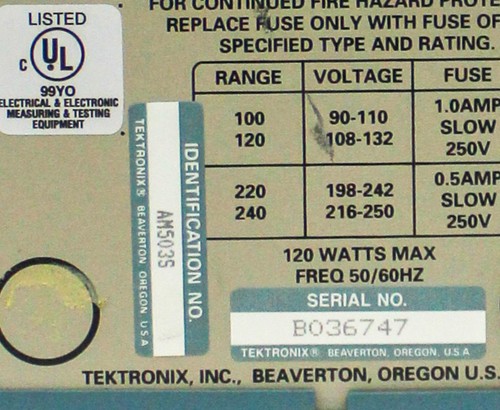 FOR CONTINUED FIRE HAZARD PROTE
REPLACE FUSE ONLY WITH FUSE OF
SPECIFIED TYPE AND RATING.
LISTED
C UL ®
99YO
ELECTRICAL & ELECTRONIC
MEASURING & TESTING
EQUIPMENT
RANGE VOLTAGE FUSE
100 90-110 1.0AMP
120 108-132 SLOW
250V
220 198-242 0.5AMP
240 216-250 SLOW
250V
120 WATTS MAX
FREQ 50/60HZ
IDENTIFICATION NO.
AM503S
TEKTRONIX® BEAVERTON, OREGON, U.S.A
SERIAL NO.
B036747
TEKTRONIX® BEAVERTON, OREGON, U.S.A
TEKTRONIX, INC., BEAVERTON, OREGON U.S.